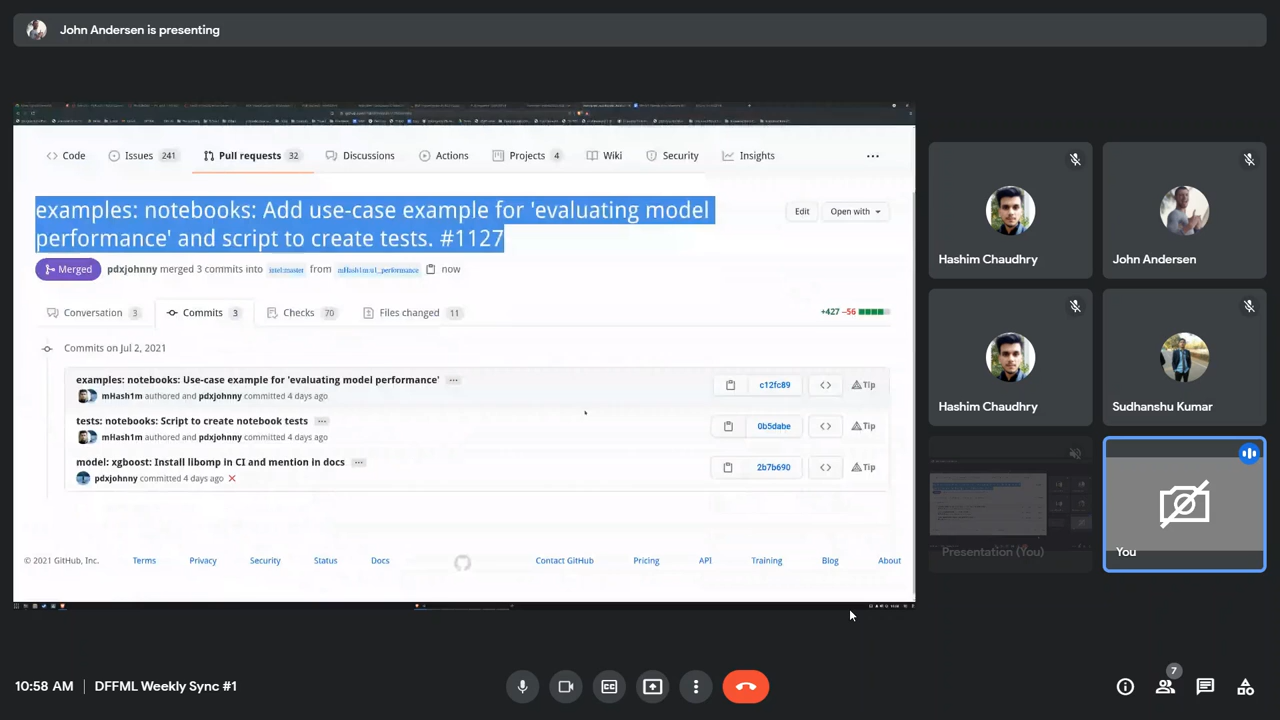 John Andersen is presenting
Code
Issues 241
Pull requests 32
Discussions
Actions
Projects 4
Wiki
Security
Insights
examples: notebooks: Add use-case example for 'evaluating model
performance' and script to create tests. #1127
Edit
Open with
Merged
pdxjohnny merged 3 commits into intel:master from mHash1m:u1_performance now
Conversation 3
Commits 3
Checks 70
Files changed 11
+427 −56
Commits on Jul 2, 2021
examples: notebooks: Use-case example for 'evaluating model performance' ...
mHash1m authored and pdxjohnny committed 4 days ago
c12fc89
Tip
tests: notebooks: Script to create notebook tests ...
mHash1m authored and pdxjohnny committed 4 days ago
0b5dabe
Tip
model: xgboost: Install libomp in CI and mention in docs ...
pdxjohnny committed 4 days ago
2b7b690
Tip
© 2021 GitHub, Inc.
Terms
Privacy
Security
Status
Docs
Contact GitHub
Pricing
API
Training
Blog
About
Hashim Chaudhry
John Andersen
Hashim Chaudhry
Sudhanshu Kumar
Presentation (You)
You
10:58 AM | DFFML Weekly Sync #1
7